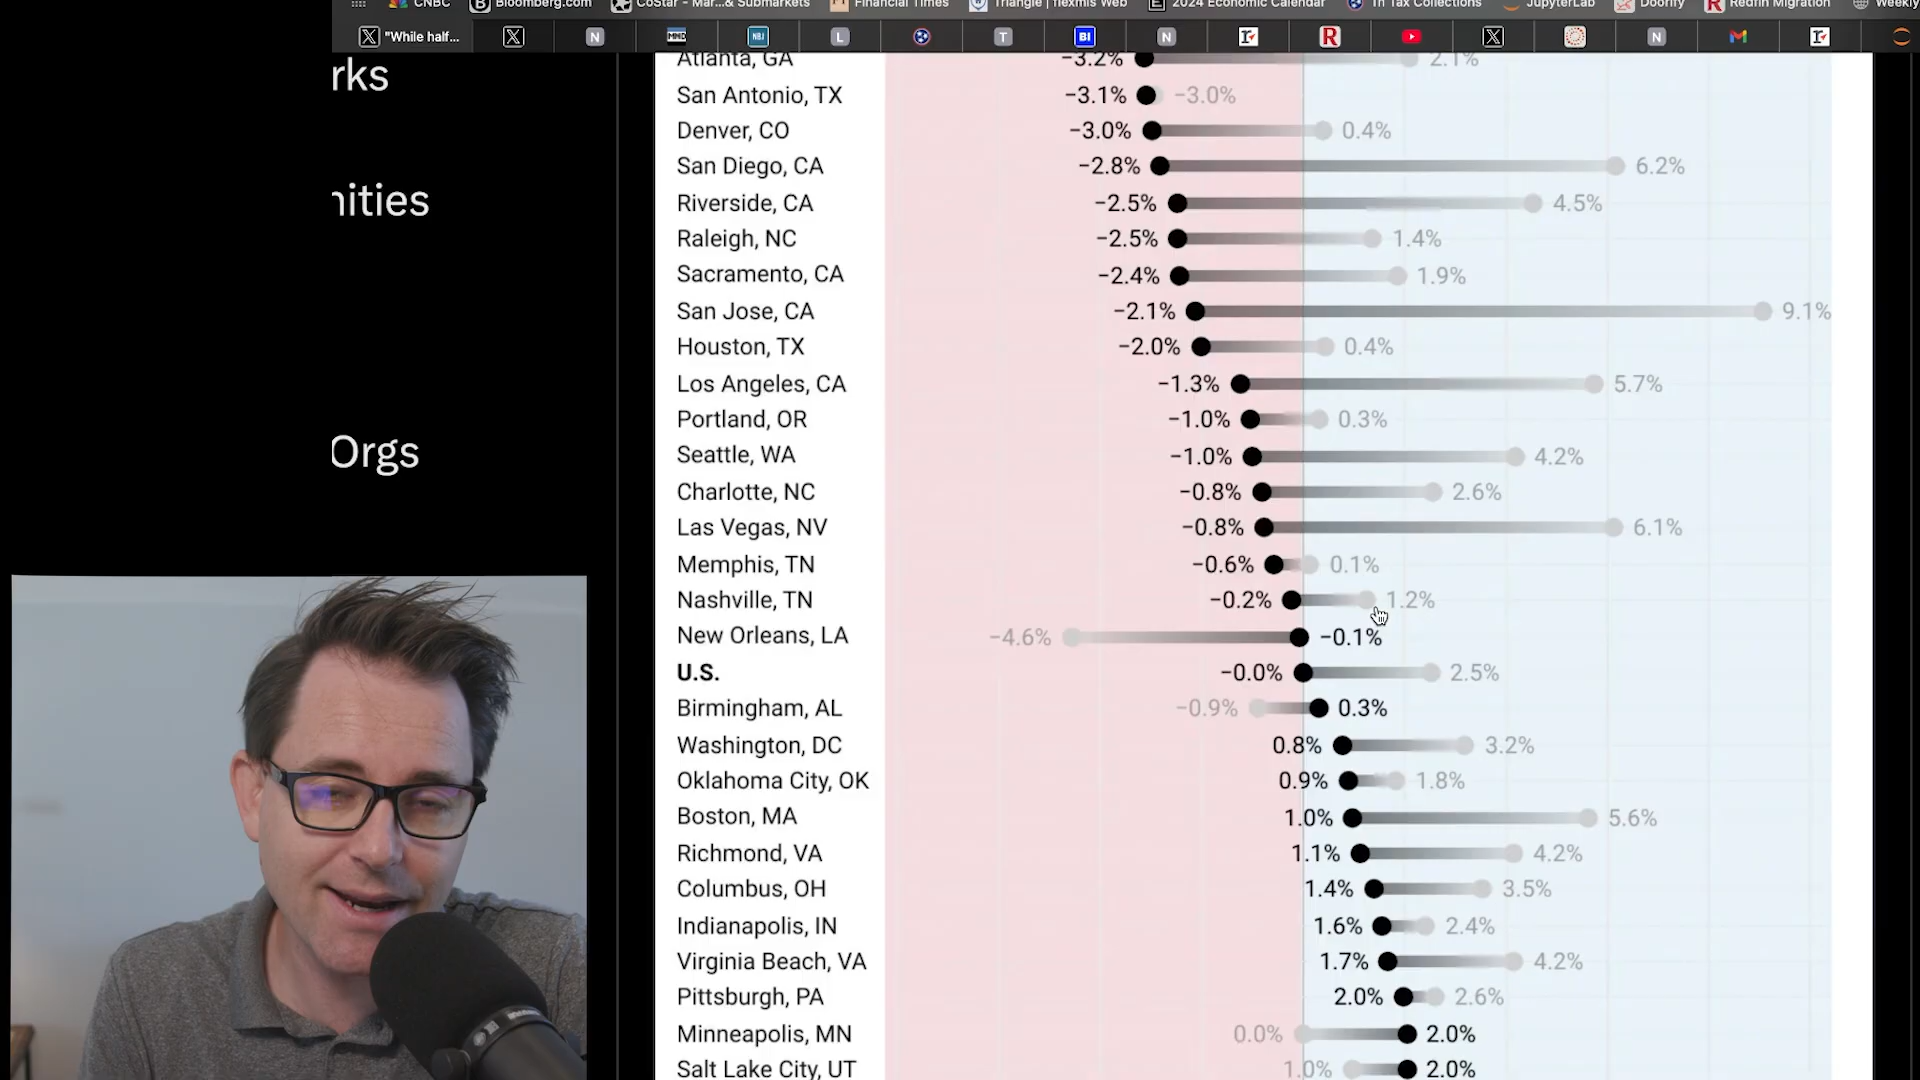 CNBC
Bloomberg.com
CoStar - Mar...& Submarkets
Financial Times
Triangle / flexmls Web
2024 Economic Calendar
Tn Tax Collections
JupyterLab
Doorify
Redfin Migration
Weekly
"While half...
rks
nities
Orgs
Atlanta, GA −3.2% 2.1%
San Antonio, TX −3.1% −3.0%
Denver, CO −3.0% 0.4%
San Diego, CA −2.8% 6.2%
Riverside, CA −2.5% 4.5%
Raleigh, NC −2.5% 1.4%
Sacramento, CA −2.4% 1.9%
San Jose, CA −2.1% 9.1%
Houston, TX −2.0% 0.4%
Los Angeles, CA −1.3% 5.7%
Portland, OR −1.0% 0.3%
Seattle, WA −1.0% 4.2%
Charlotte, NC −0.8% 2.6%
Las Vegas, NV −0.8% 6.1%
Memphis, TN −0.6% 0.1%
Nashville, TN −0.2% 1.2%
New Orleans, LA −4.6% −0.1%
U.S. −0.0% 2.5%
Birmingham, AL −0.9% 0.3%
Washington, DC 0.8% 3.2%
Oklahoma City, OK 0.9% 1.8%
Boston, MA 1.0% 5.6%
Richmond, VA 1.1% 4.2%
Columbus, OH 1.4% 3.5%
Indianapolis, IN 1.6% 2.4%
Virginia Beach, VA 1.7% 4.2%
Pittsburgh, PA 2.0% 2.6%
Minneapolis, MN 0.0% 2.0%
Salt Lake City, UT 1.0% 2.0%